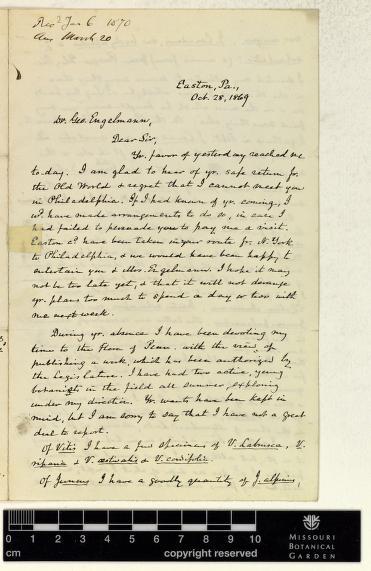 Recd Jan 6 1870
Ans March 20
Easton, Pa.,
Oct. 28, 1869
Dr. Geo. Engelmann,
Dear Sir,
Yr. favor of yesterday reached me
to-day. I am glad to hear of yr. safe return fr.
the Old World & regret that I cannot meet you
in Philadelphia. If I had known of yr. coming, I
wd. have made arrangements to do so, in case I
had failed to persuade you to pay me a visit.
Easton cd. have been taken in your route fr. N. York
to Philadelphia, & we would have been happy to
entertain you & Mrs. Engelmann. I hope it may
not be too late yet, & that it will not derange
yr. plans too much to spend a day or two with
me next week.
During yr. absence I have been devoting my
time to the flora of Penn. with the view of
publishing a work, which has been authorized by
the Legislature. I have had two active, young
botanists in the field all summer, exploring
under my direction. Yr. wants have been kept in
mind, but I am sorry to say that I have not a great
deal to report.
Of Vitis I have a few specimens of V. Labrusca, V.
riparia & V. æstivalis & V. cordifolia.
Of Juncus I have a goodly quantity of J. alpinus,
0 1 2 3 4 5 6 7 8 9 10
cm
copyright reserved
MISSOURI
BOTANICAL
GARDEN